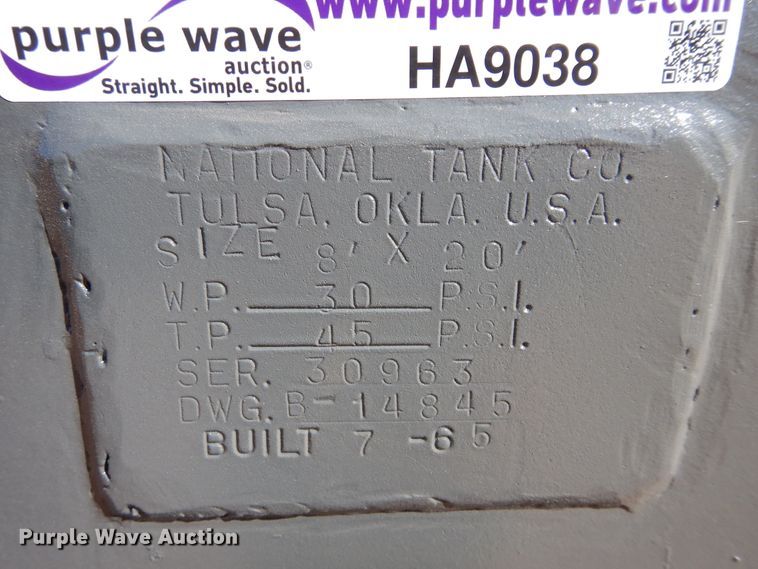 www.purplewave.com
purple wave
auction®
Straight. Simple. Sold.
HA9038
NATIONAL TANK CO.
TULSA. OKLA. U.S.A.
SIZE 8' X 20'
W.P. 30 P.S.I.
T.P. 45 P.S.I.
SER. 30963
DWG. B-14845
BUILT 7 -65
Purple Wave Auction